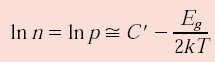 ln n = ln p ≅ C′ − E_g / 2kT